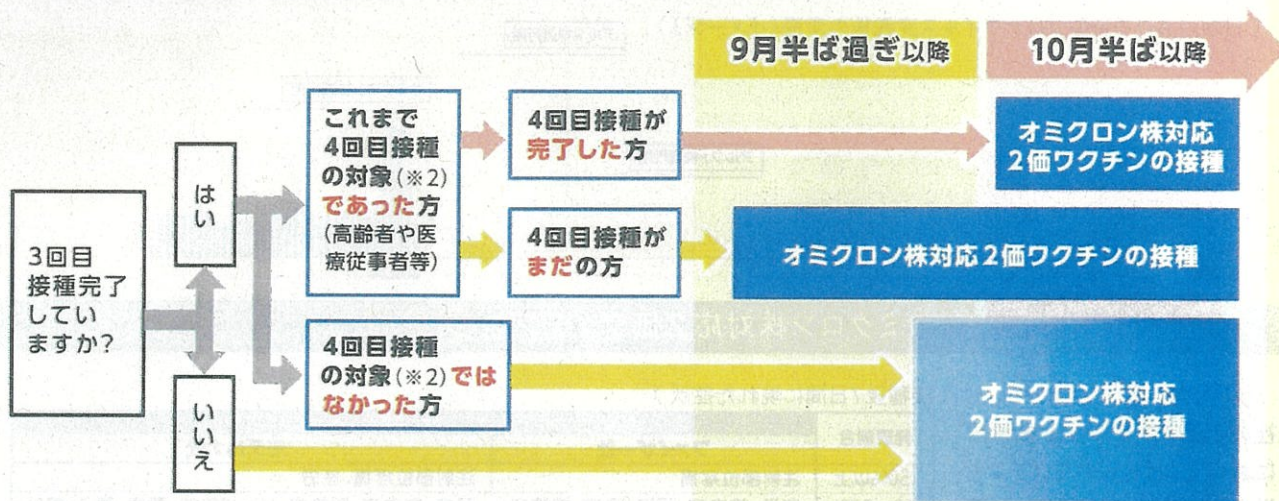 9月半ば過ぎ以降
10月半ば以降
3回目
接種完了
してい
ますか?
はい
いいえ
これまで
4回目接種
の対象(※2)
であった方
(高齢者や医
療従事者等)
4回目接種が
完了した方
オミクロン株対応
2価ワクチンの接種
4回目接種が
まだの方
オミクロン株対応2価ワクチンの接種
4回目接種
の対象(※2)では
なかった方
オミクロン株対応
2価ワクチンの接種